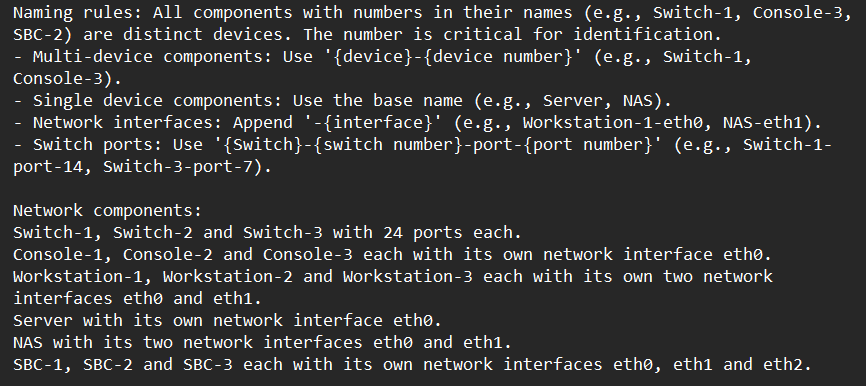 Naming rules: All components with numbers in their names (e.g., Switch-1, Console-3,
SBC-2) are distinct devices. The number is critical for identification.
- Multi-device components: Use '{device}-{device number}' (e.g., Switch-1,
Console-3).
- Single device components: Use the base name (e.g., Server, NAS).
- Network interfaces: Append '-{interface}' (e.g., Workstation-1-eth0, NAS-eth1).
- Switch ports: Use '{Switch}-{switch number}-port-{port number}' (e.g., Switch-1-
port-14, Switch-3-port-7).

Network components:
Switch-1, Switch-2 and Switch-3 with 24 ports each.
Console-1, Console-2 and Console-3 each with its own network interface eth0.
Workstation-1, Workstation-2 and Workstation-3 each with its own two network
interfaces eth0 and eth1.
Server with its own network interface eth0.
NAS with its two network interfaces eth0 and eth1.
SBC-1, SBC-2 and SBC-3 each with its own network interfaces eth0, eth1 and eth2.